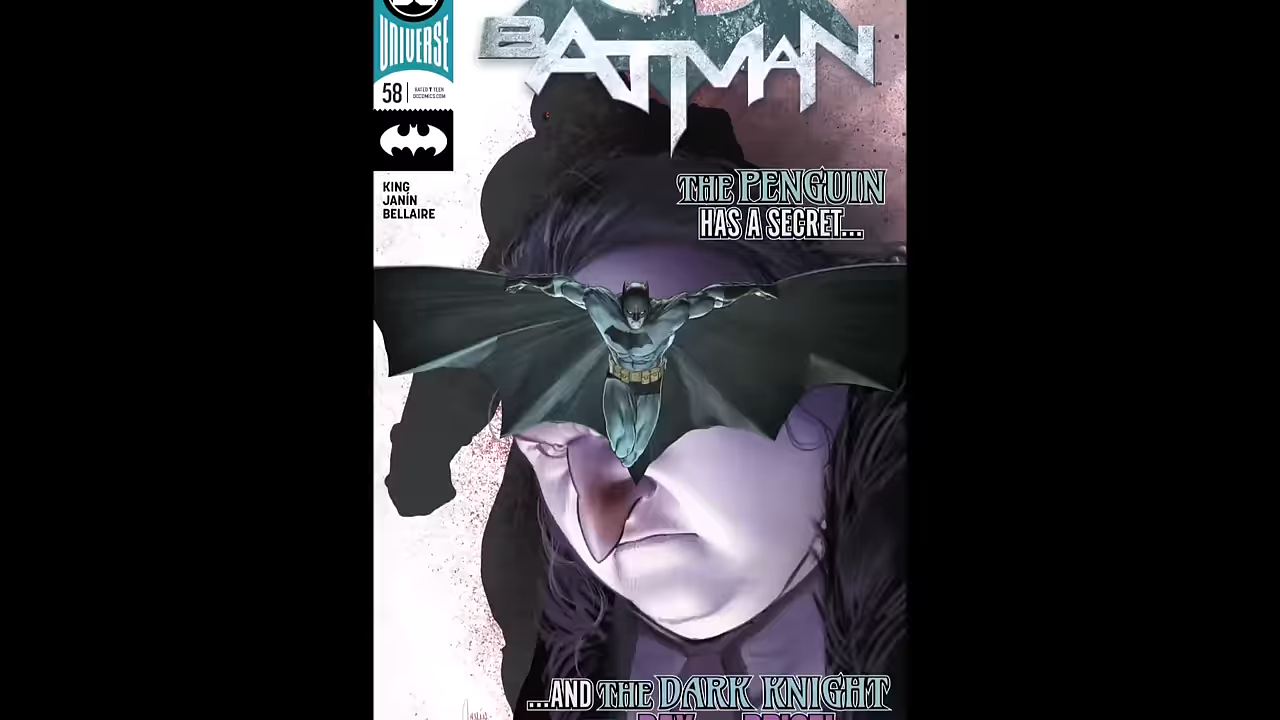 UNIVERSE
BATMAN
58
RATED T TEEN
DCCOMICS.COM
KING
JANÍN
BELLAIRE
THE PENGUIN
HAS A SECRET...
...AND THE DARK KNIGHT